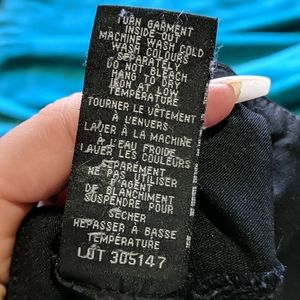 TURN GARMENT
INSIDE OUT
MACHINE WASH COLD
WASH COLOURS
SEPARATELY
DO NOT BLEACH
HANG TO DRY
IRON AT LOW
TEMPERATURE
TOURNER LE VÊTEMENT
À L'ENVERS
LAVER À LA MACHINE
À L'EAU FROIDE
LAVER LES COULEURS
SÉPARÉMENT
NE PAS UTILISER
D'AGENT
DE BLANCHIMENT
SUSPENDRE POUR
SÉCHER
REPASSER À BASSE
TEMPÉRATURE
LOT 305147